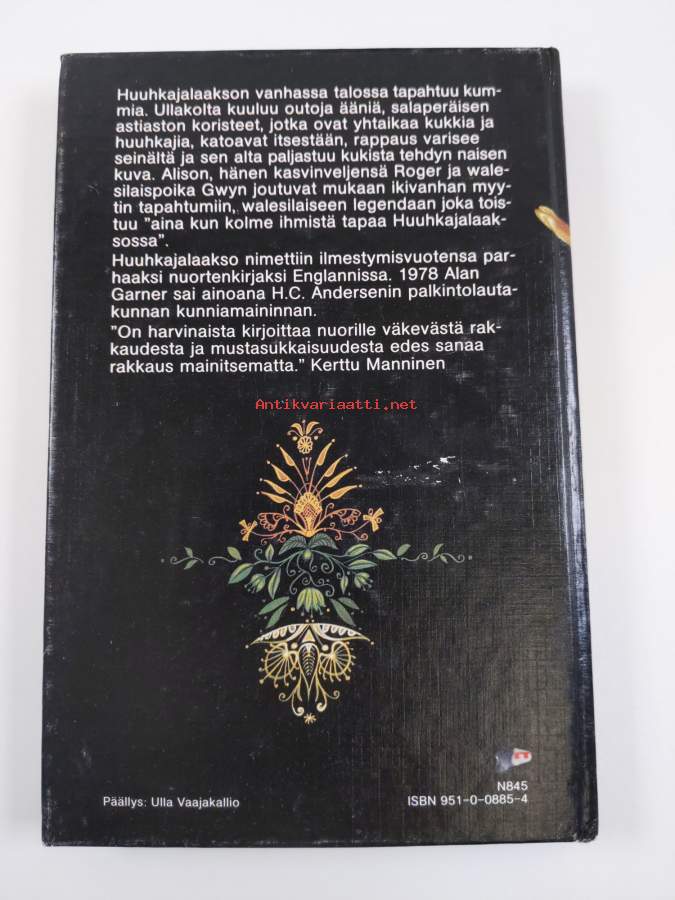 Huuhkajalaakson vanhassa talossa tapahtuu kum-
mia. Ullakolta kuuluu outoja ääniä, salaperäisen
astiaston koristeet, jotka ovat yhtaikaa kukkia ja
huuhkajia, katoavat itsestään, rappaus varisee
seinältä ja sen alta paljastuu kukista tehdyn naisen
kuva. Alison, hänen kasvinveljensä Roger ja wale-
silaispoika Gwyn joutuvat mukaan ikivanhan myy-
tin tapahtumiin, walesilaiseen legendaan joka tois-
tuu "aina kun kolme ihmistä tapaa Huuhkajalaak-
sossa".
Huuhkajalaakso nimettiin ilmestymisvuotensa par-
haaksi nuortenkirjaksi Englannissa. 1978 Alan
Garner sai ainoana H.C. Andersenin palkintolauta-
kunnan kunniamaininnan.
"On harvinaista kirjoittaa nuorille väkevästä rak-
kaudesta ja mustasukkaisuudesta edes sanaa
rakkaus mainitsematta." Kerttu Manninen
Antikvariaatti.net
N845
Päällys: Ulla Vaajakallio
ISBN 951-0-0885-4